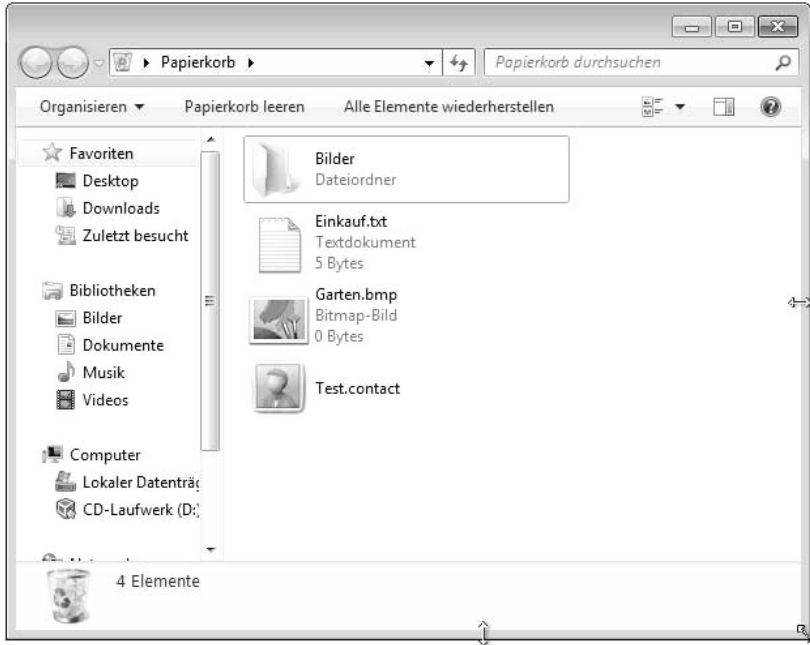 Papierkorb
Papierkorb durchsuchen
Organisieren Papierkorb leeren Alle Elemente wiederherstellen
Favoriten
Desktop
Downloads
Zuletzt besucht
Bibliotheken
Bilder
Dokumente
Musik
Videos
Computer
Lokaler
CD-Laufwerk (D:
Bilder
Dateiordner
Einkauf.txt
Textdokument
5 Bytes
Garten.bmp
Bitmap-Bild
0 Bytes
Test.contact
4 Elemente